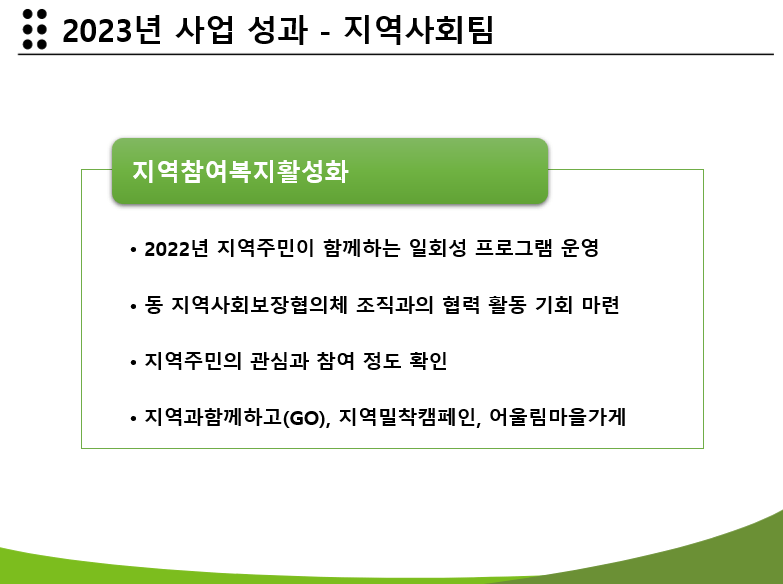 2023년 사업 성과 - 지역사회팀
지역참여복지활성화
• 2022년 지역주민이 함께하는 일회성 프로그램 운영
• 동 지역사회보장협의체 조직과의 협력 활동 기회 마련
• 지역주민의 관심과 참여 정도 확인
• 지역과함께하고(GO), 지역밀착캠페인, 어울림마을가게